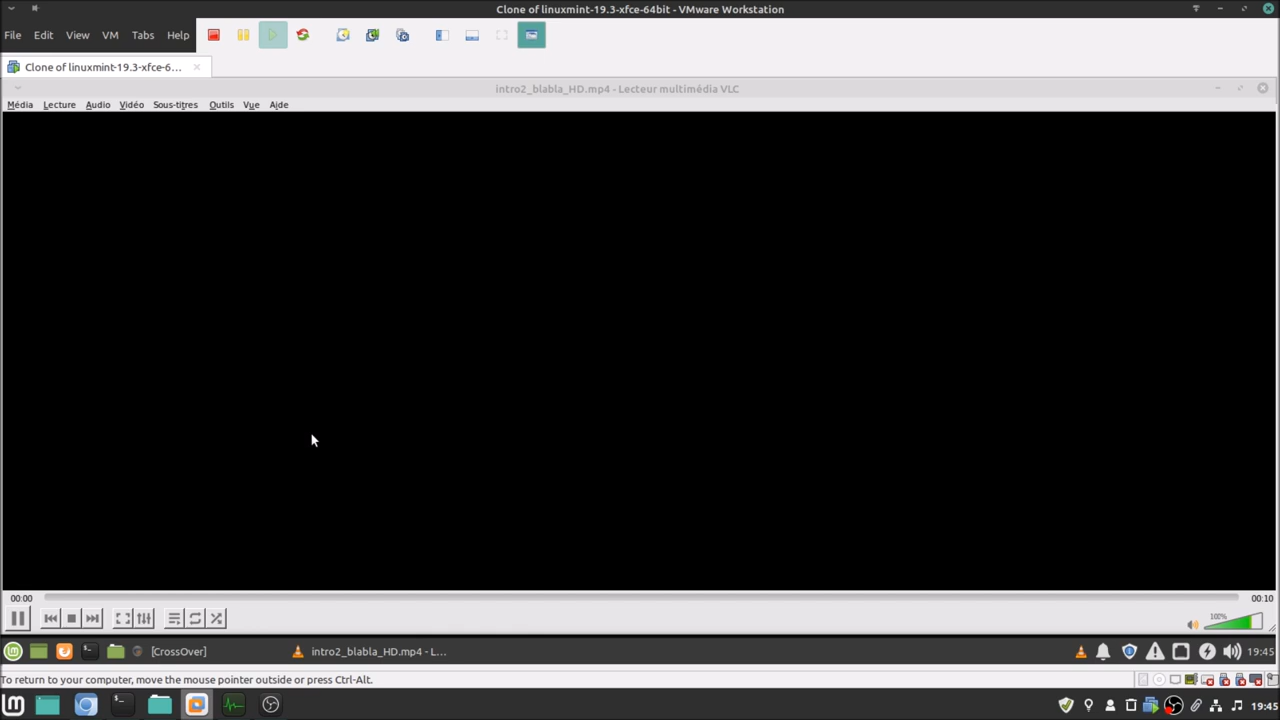 Clone of linuxmint-19.3-xfce-64bit - VMware Workstation
File Edit View VM Tabs Help
Clone of linuxmint-19.3-xfce-6...
intro2_blabla_HD.mp4 - Lecteur multimédia VLC
Média Lecture Audio Vidéo Sous-titres Outils Vue Aide
00:00 00:10
100%
[CrossOver] intro2_blabla_HD.mp4 - L... 19:45
To return to your computer, move the mouse pointer outside or press Ctrl-Alt.
19:45